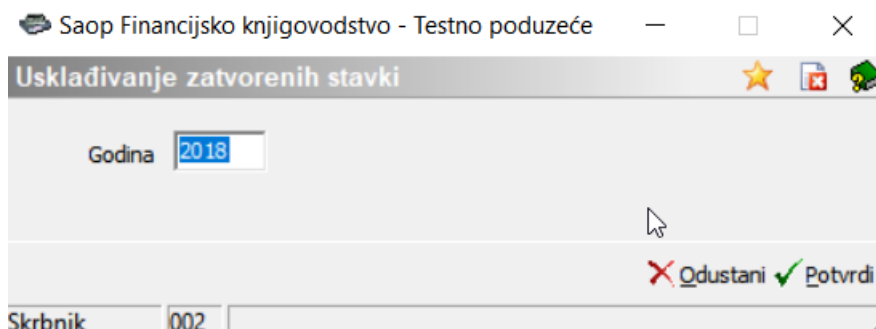 Saop Financijsko knjigovodstvo - Testno poduzeće
Usklađivanje zatvorenih stavki
Godina 2018
Odustani Potvrdi
Skrbnik 002